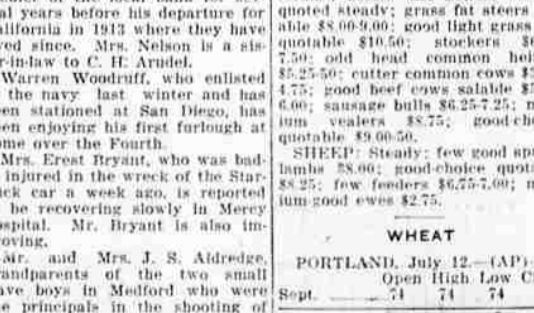 al years before his departure for
alifornia in 1913 where they have
ved since. Mrs. Nelson is a sis-
r-in-law to C. H. Arudel.
Warren Woodruff, who enlisted
the navy last winter and has
en stationed at San Diego, has
en enjoying his first furlough at
ome over the Fourth.
Mrs. Erest Bryant, who was bad-
injured in the wreck of the Star-
ick car a week ago, is reported
be recovering slowly in Mercy
spital. Mr. Bryant is also im-
oving.
Mr. and Mrs. J. S. Aldredge,
andparents of the two small
ave boys in Medford who were
e principals in the shooting of
quoted steady; grass fat steers
able $8.00-9.00; good light grass
quotable $10.50; stockers
7.50; odd head common hei
$5.25-50; cutter common cows
4.75; good beef cows salable
6.00; sausage bulls $6.25-7.25; m
ium vealers $8.75; good-cho
quotable $9.00-50.
SHEEP: Steady; few good spr
lambs $8.00; good-choice quot
$8.25; few feeders $6.75-7.00; m
ium-good ewes $2.75.
WHEAT
PORTLAND, July 12.—(AP)
Open High Low C
Sept. 74 74 74